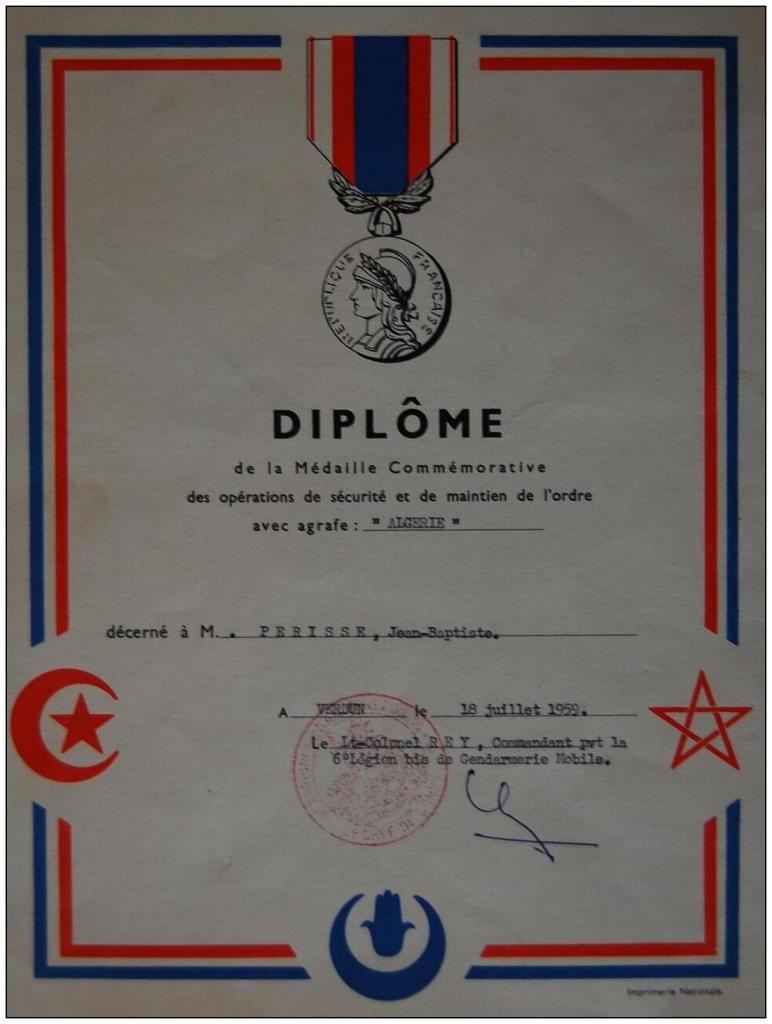 RÉPUBLIQUE FRANÇAISE
DIPLÔME
de la Médaille Commémorative
des opérations de sécurité et de maintien de l'ordre
avec agrafe : " ALGERIE "
décerné à M. . PERISSE, Jean-Baptiste.
A VERDUN le 18 juillet 1959.
Le Lt-Colonel REY, Commandant pvt la
6°Légion bis de Gendarmerie Mobile.
Imprimerie Nationale.